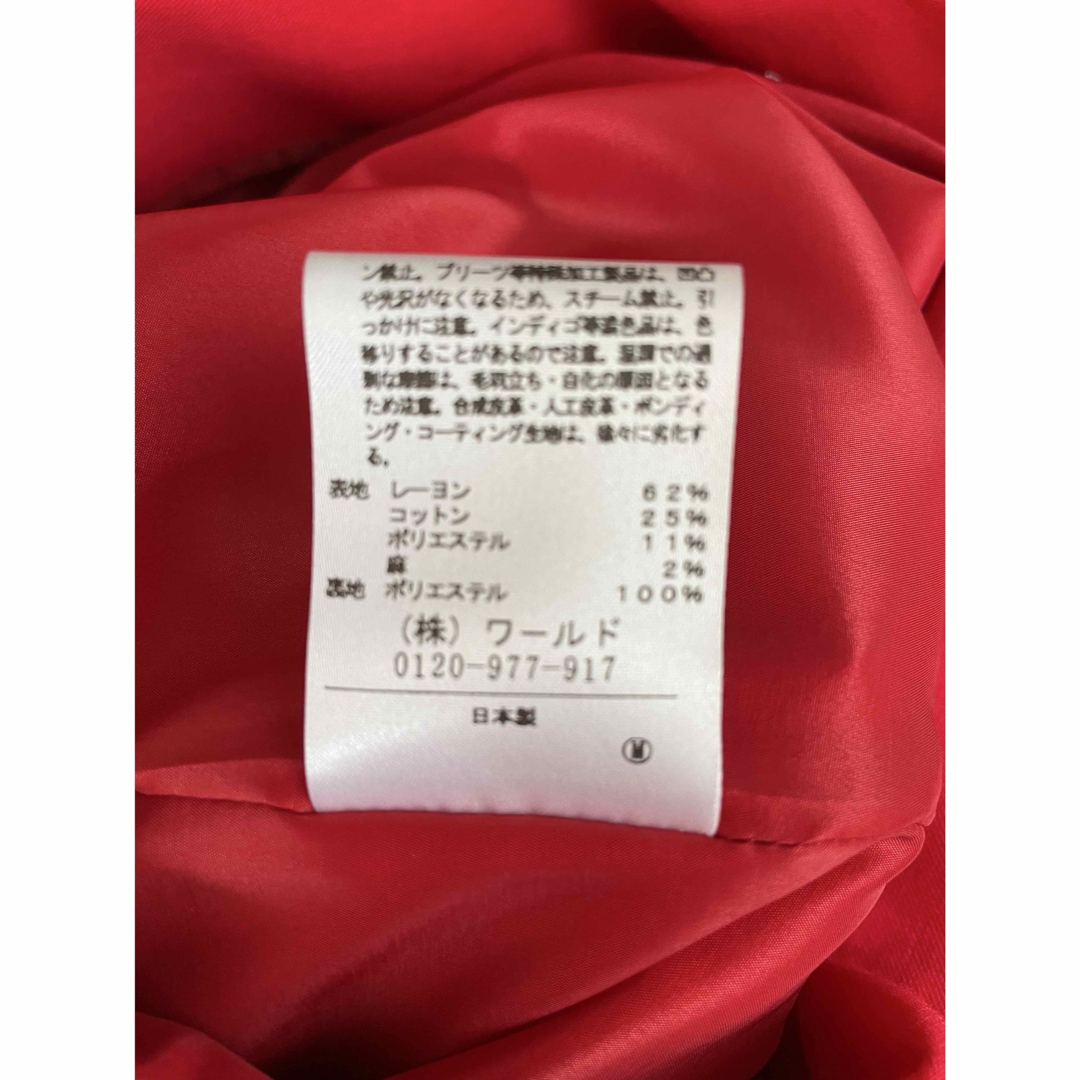 ン禁止。プリーツ等特殊加工製品は、凹凸
や光沢がなくなるため、スチーム禁止。引
っかけに注意。インディゴ等濃色品は、色
移りすることがあるので注意。湿潤での過
剰な摩擦は、毛羽立ち・白化の原因となる
ため注意。合成皮革・人工皮革・ボンディ
ング・コーティング生地は、徐々に劣化す
る。
表地 レーヨン 62%
コットン 25%
ポリエステル 11%
麻 2%
裏地 ポリエステル 100%
(株)ワールド
0120-977-917
日本製